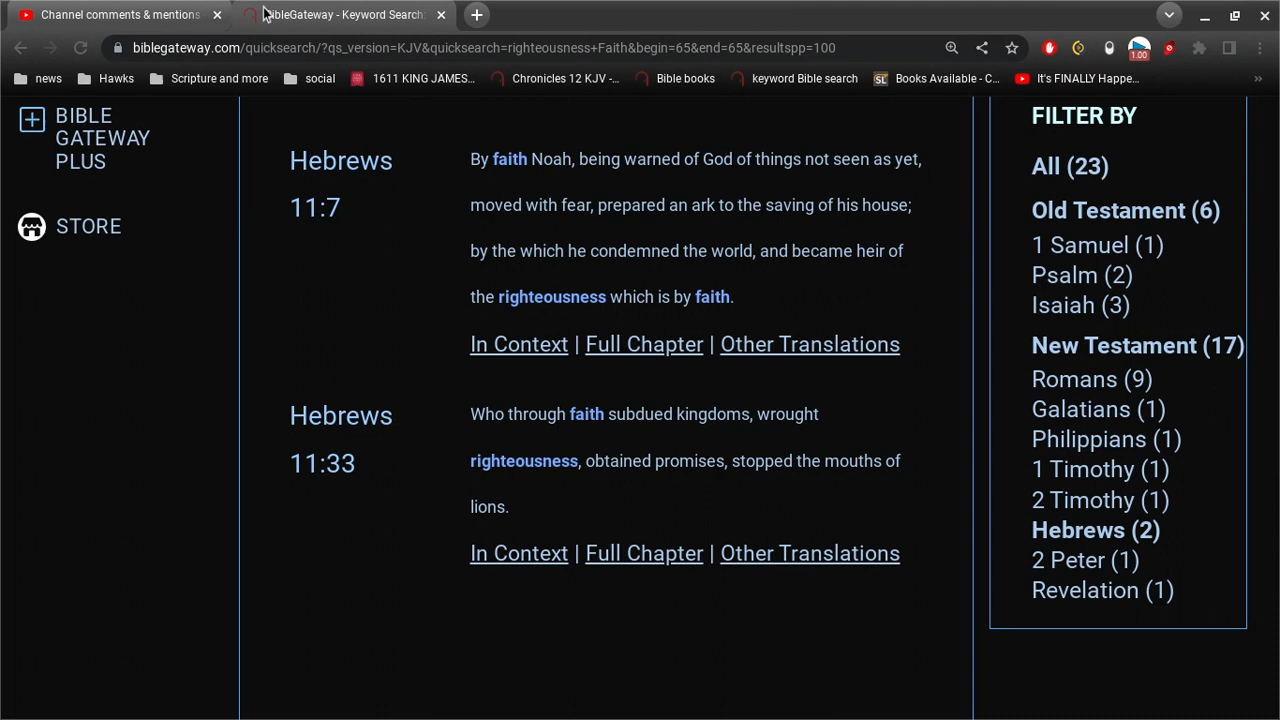 Channel comments & mentions
BibleGateway - Keyword Search:
biblegateway.com/quicksearch/?qs_version=KJV&quicksearch=righteousness+Faith&begin=65&end=65&resultspp=100
1.00
news
Hawks
Scripture and more
social
1611 KING JAMES...
Chronicles 12 KJV -...
Bible books
keyword Bible search
SL
Books Available - C...
It's FINALLY Happe...
»
BIBLE
GATEWAY
PLUS
STORE
Hebrews
11:7
By faith Noah, being warned of God of things not seen as yet,
moved with fear, prepared an ark to the saving of his house;
by the which he condemned the world, and became heir of
the righteousness which is by faith.
In Context | Full Chapter | Other Translations
Hebrews
11:33
Who through faith subdued kingdoms, wrought
righteousness, obtained promises, stopped the mouths of
lions.
In Context | Full Chapter | Other Translations
FILTER BY
All (23)
Old Testament (6)
1 Samuel (1)
Psalm (2)
Isaiah (3)
New Testament (17)
Romans (9)
Galatians (1)
Philippians (1)
1 Timothy (1)
2 Timothy (1)
Hebrews (2)
2 Peter (1)
Revelation (1)